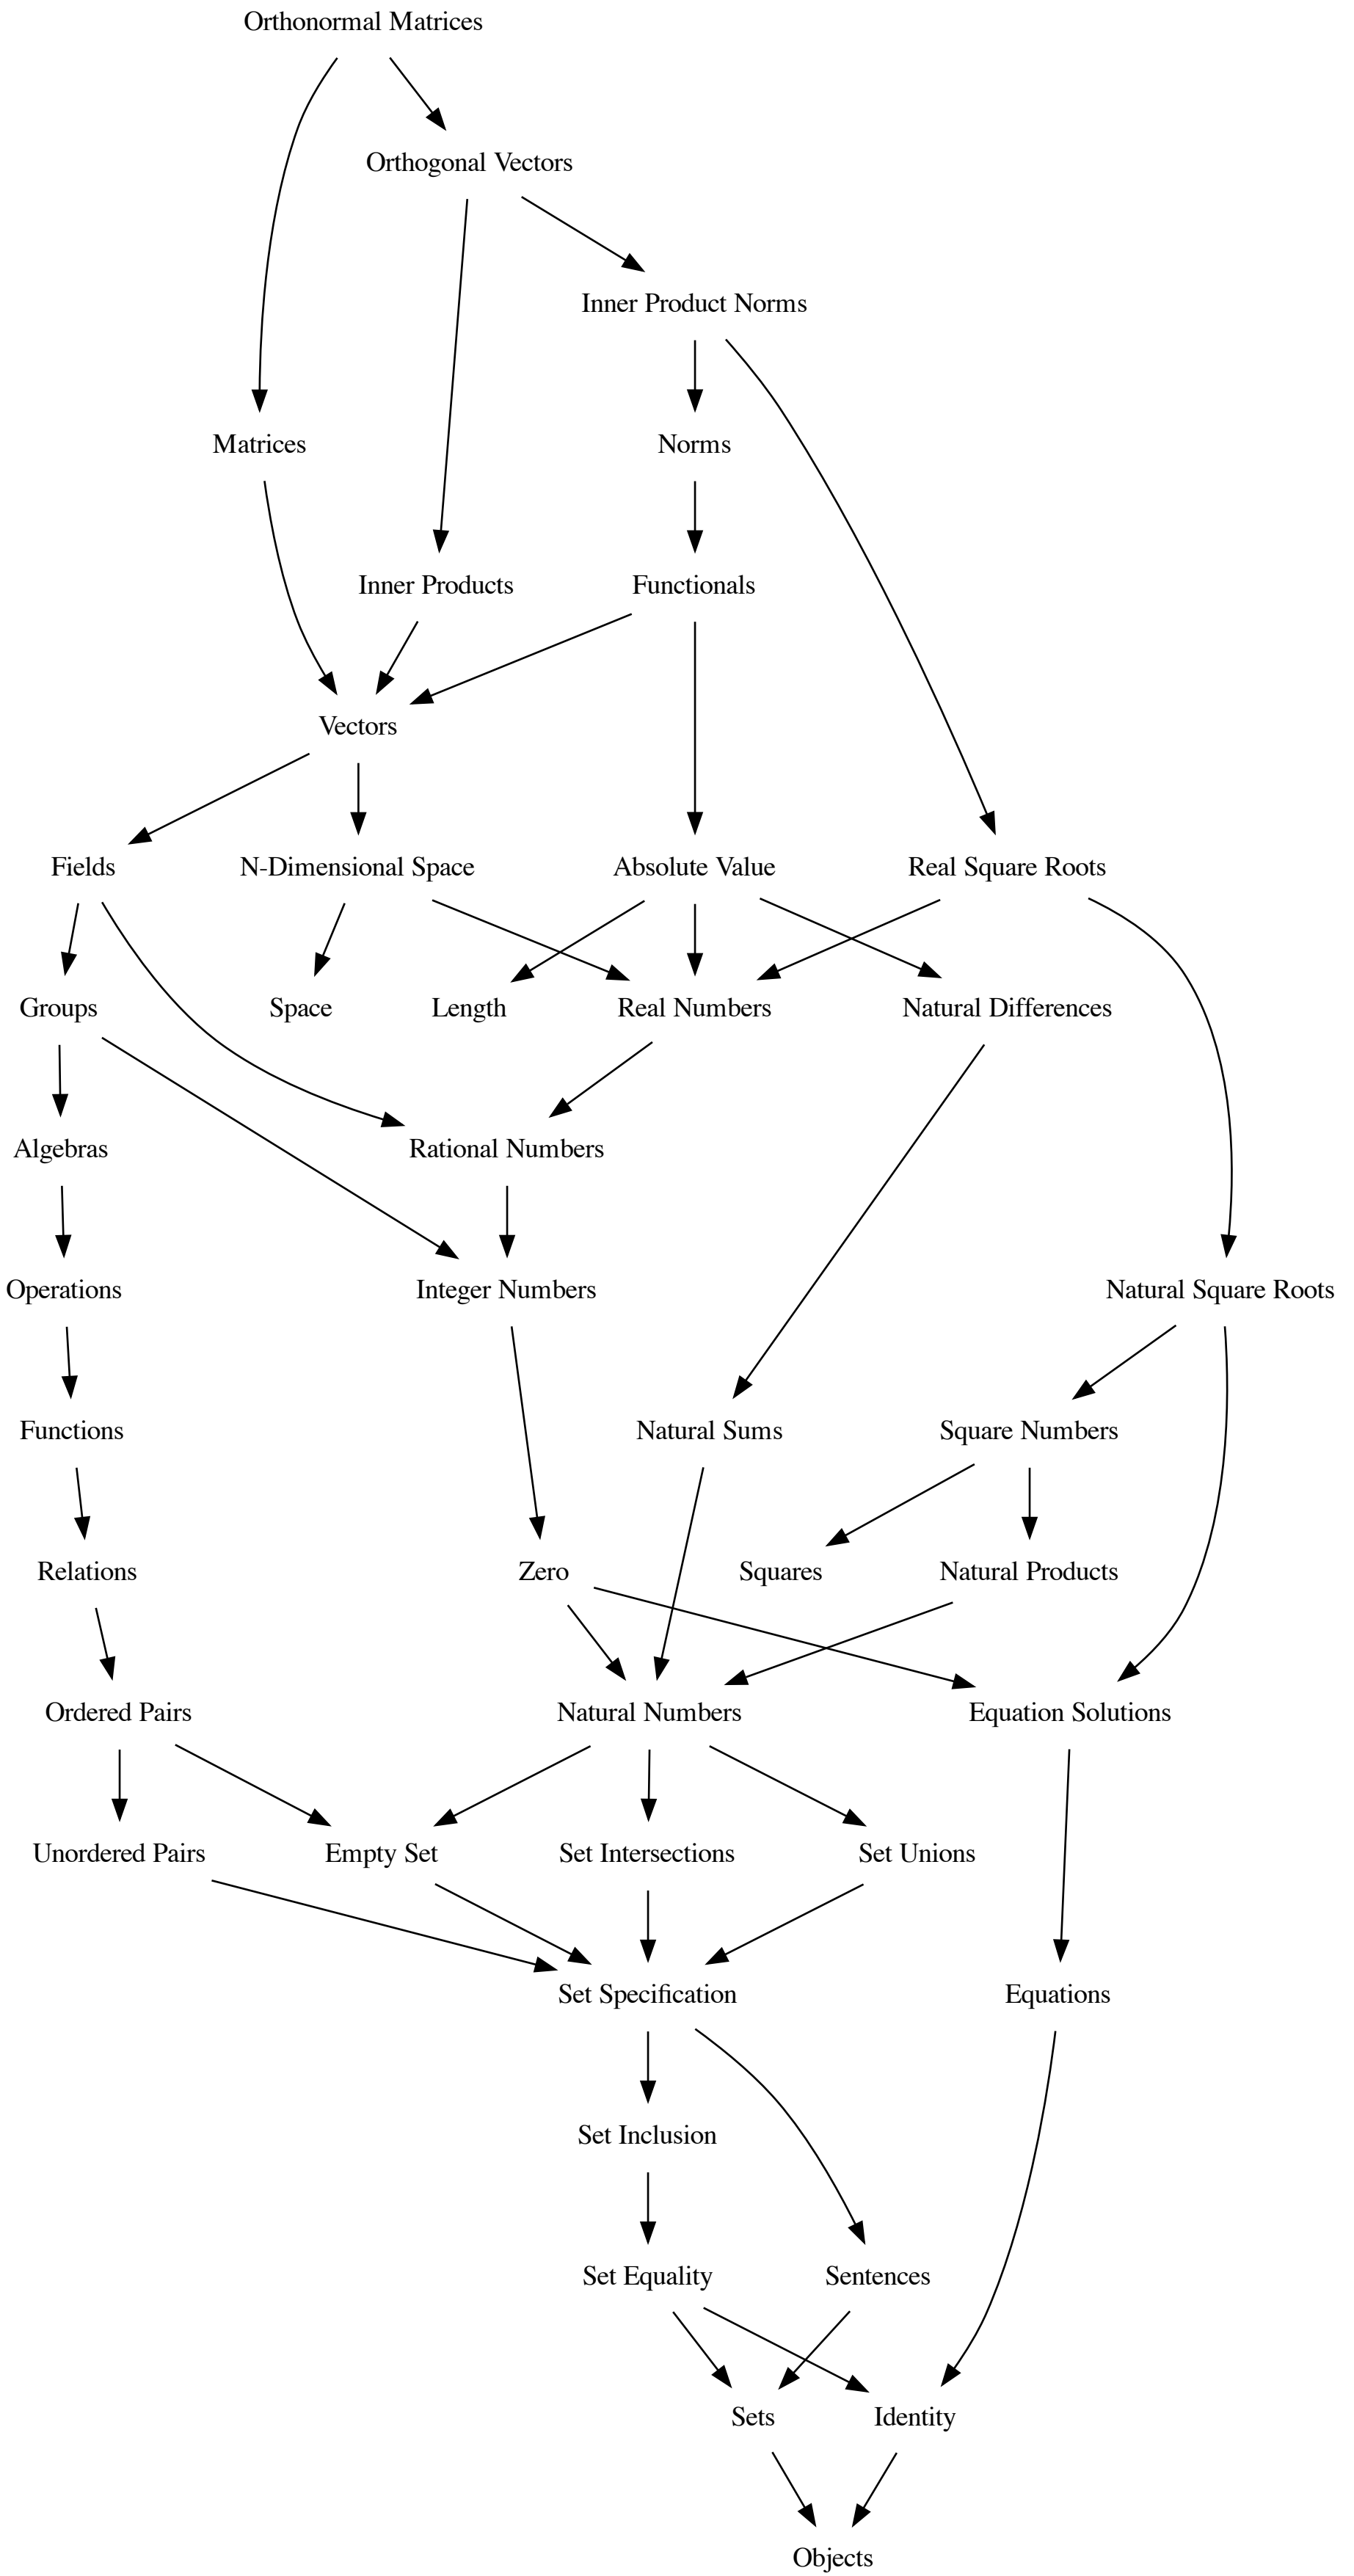 Orthonormal Matrices
Orthogonal Vectors
Inner Product Norms
Matrices
Norms
Inner Products
Functionals
Vectors
Fields
N-Dimensional Space
Absolute Value
Real Square Roots
Groups
Space
Length
Real Numbers
Natural Differences
Algebras
Rational Numbers
Operations
Integer Numbers
Natural Square Roots
Functions
Natural Sums
Square Numbers
Relations
Zero
Squares
Natural Products
Ordered Pairs
Natural Numbers
Equation Solutions
Unordered Pairs
Empty Set
Set Intersections
Set Unions
Set Specification
Equations
Set Inclusion
Set Equality
Sentences
Sets
Identity
Objects